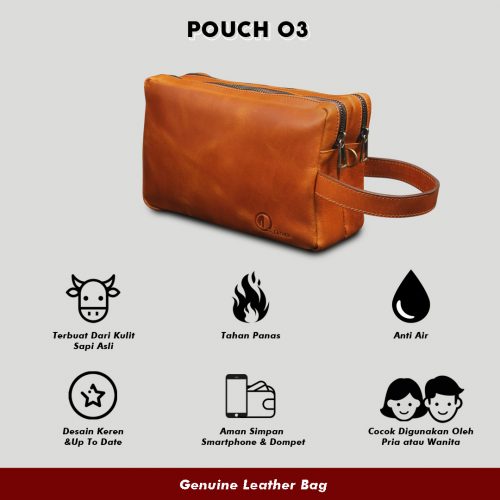 POUCH 03
Terbuat Dari Kulit
Sapi Asli
Tahan Panas
Anti Air
Desain Keren
&Up To Date
Aman Simpan
Smartphone & Dompet
Cocok Digunakan Oleh
Pria atau Wanita
Genuine Leather Bag